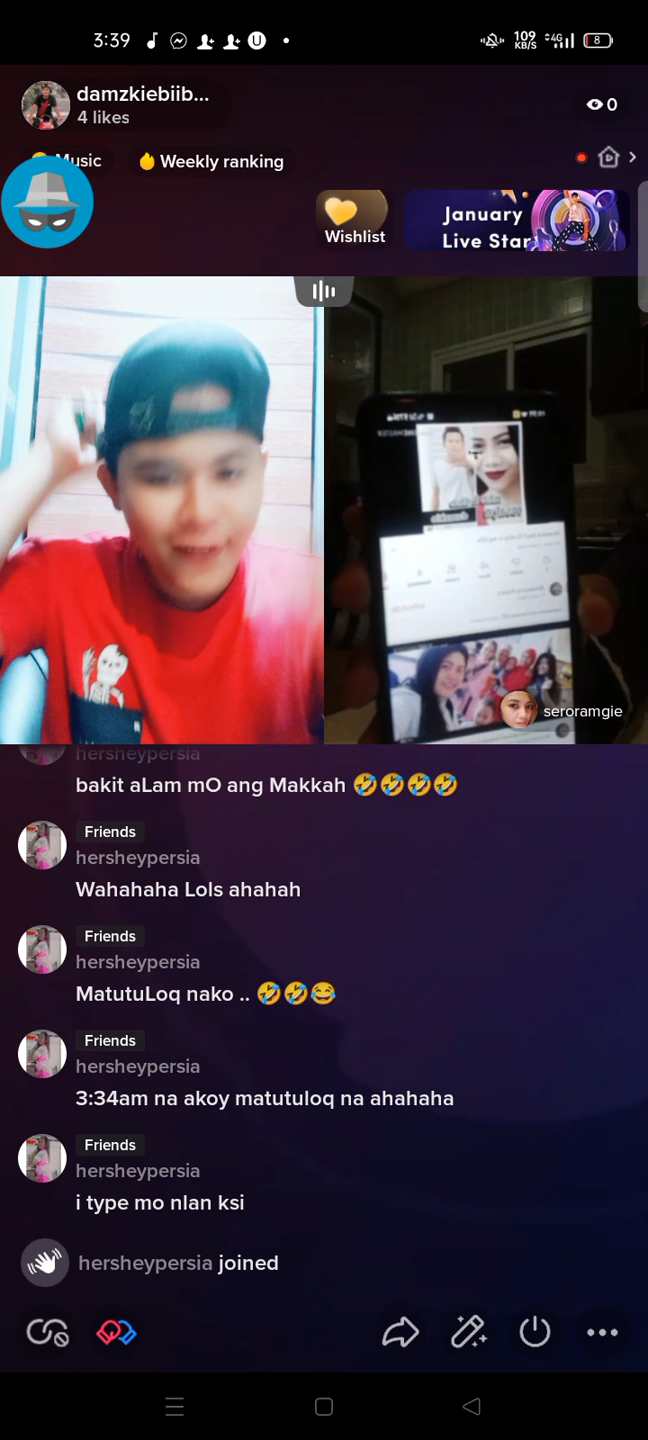 3:39
U
109
KB/S
4G
8
damzkiebiib...
4 likes
0
Music
Weekly ranking
Wishlist
January
Live Star
seroramgie
hersheypersia
bakit aLam mO ang Makkah 🤣🤣🤣🤣
Friends
hersheypersia
Wahahaha Lols ahahah
Friends
hersheypersia
MatutuLoq nako .. 🤣🤣😂
Friends
hersheypersia
3:34am na akoy matutuloq na ahahaha
Friends
hersheypersia
i type mo nlan ksi
hersheypersia joined